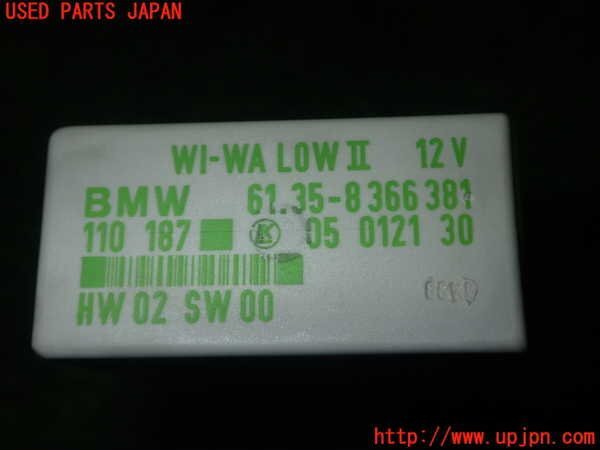 USED PARTS JAPAN
WI-WA LOW II 12 V
BMW 61.35-8 366 381
110 187 K 05 0121 30
HW 02 SW 00
https://www.upjpn.com/